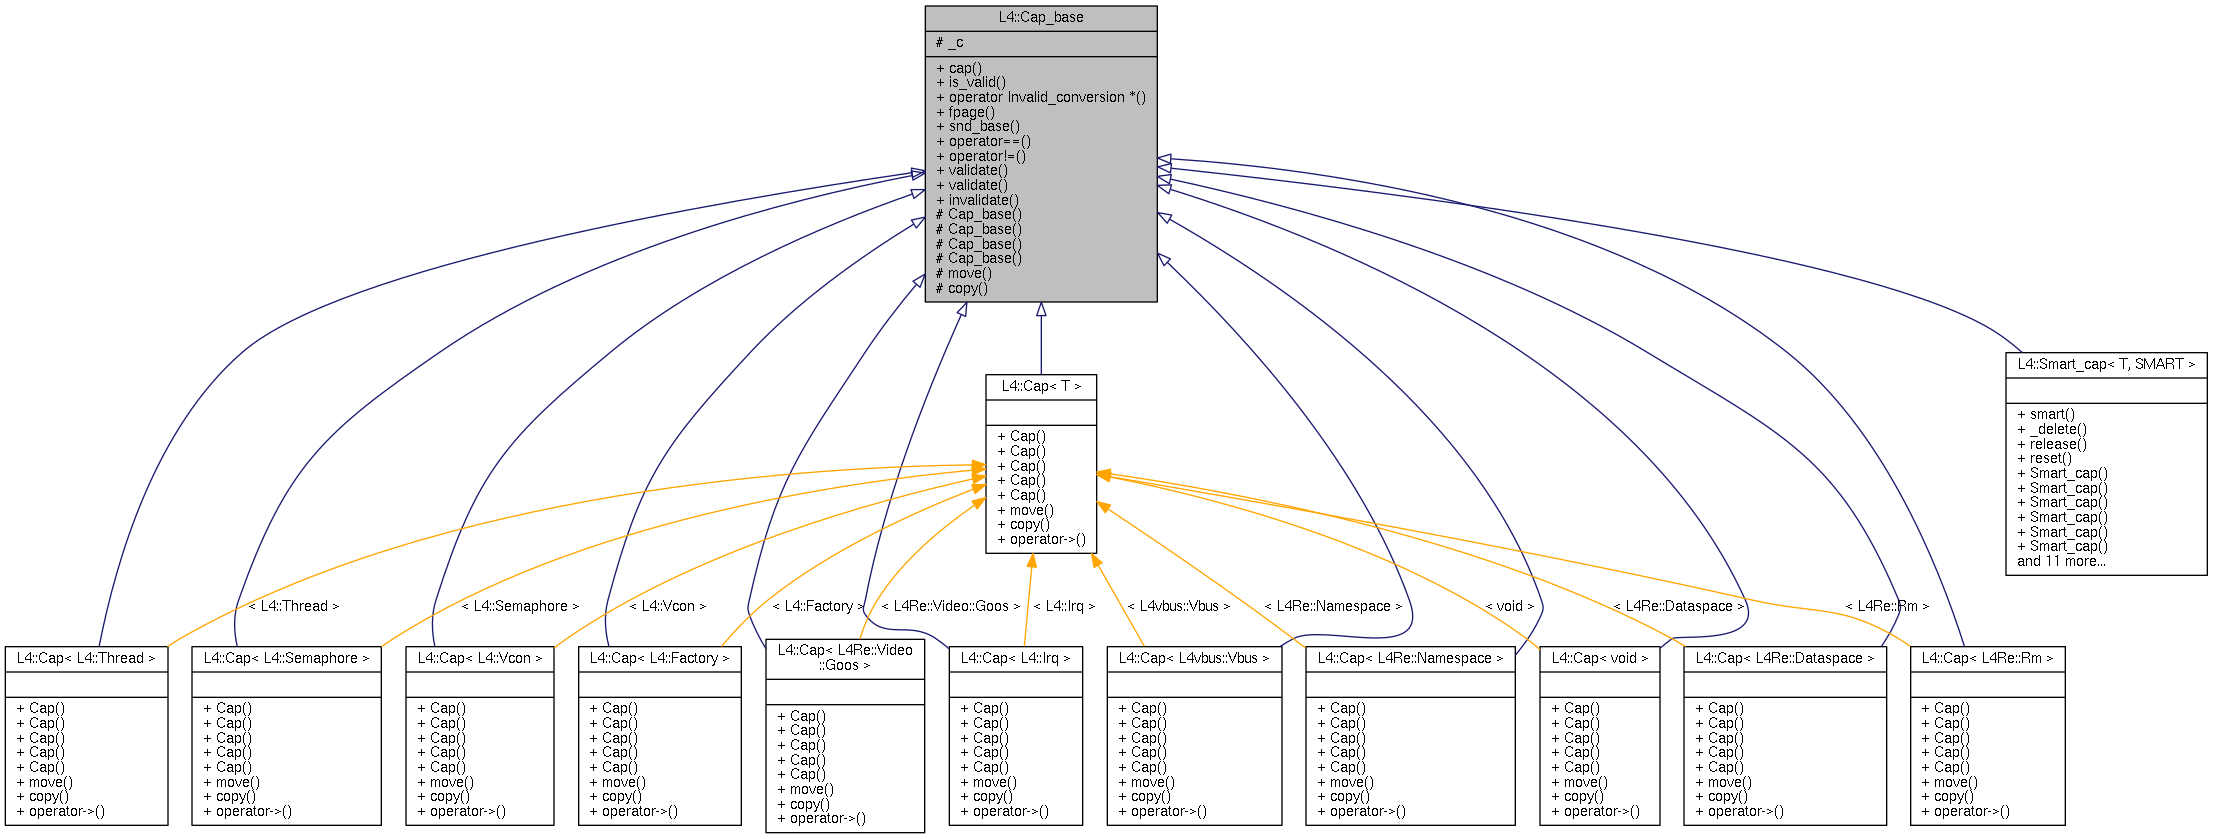 L4::Cap_base
# _c
+ cap()
+ is_valid()
+ operator Invalid_conversion *()
+ fpage()
+ snd_base()
+ operator==()
+ operator!=()
+ validate()
+ validate()
+ invalidate()
# Cap_base()
# Cap_base()
# Cap_base()
# Cap_base()
# move()
# copy()
L4::Smart_cap< T, SMART >
+ smart()
+ _delete()
+ release()
+ reset()
+ Smart_cap()
+ Smart_cap()
+ Smart_cap()
+ Smart_cap()
+ Smart_cap()
+ Smart_cap()
and 11 more...
L4::Cap< T >
+ Cap()
+ Cap()
+ Cap()
+ Cap()
+ Cap()
+ move()
+ copy()
+ operator->()
< L4::Thread >
< L4::Semaphore >
< L4::Vcon >
< L4::Factory >
< L4Re::Video::Goos >
< L4::Irq >
< L4vbus::Vbus >
< L4Re::Namespace >
< void >
< L4Re::Dataspace >
< L4Re::Rm >
L4::Cap< L4::Thread >
+ Cap()
+ Cap()
+ Cap()
+ Cap()
+ Cap()
+ move()
+ copy()
+ operator->()
L4::Cap< L4::Semaphore >
+ Cap()
+ Cap()
+ Cap()
+ Cap()
+ Cap()
+ move()
+ copy()
+ operator->()
L4::Cap< L4::Vcon >
+ Cap()
+ Cap()
+ Cap()
+ Cap()
+ Cap()
+ move()
+ copy()
+ operator->()
L4::Cap< L4::Factory >
+ Cap()
+ Cap()
+ Cap()
+ Cap()
+ Cap()
+ move()
+ copy()
+ operator->()
L4::Cap< L4Re::Video
::Goos >
+ Cap()
+ Cap()
+ Cap()
+ Cap()
+ Cap()
+ move()
+ copy()
+ operator->()
L4::Cap< L4::Irq >
+ Cap()
+ Cap()
+ Cap()
+ Cap()
+ Cap()
+ move()
+ copy()
+ operator->()
L4::Cap< L4vbus::Vbus >
+ Cap()
+ Cap()
+ Cap()
+ Cap()
+ Cap()
+ move()
+ copy()
+ operator->()
L4::Cap< L4Re::Namespace >
+ Cap()
+ Cap()
+ Cap()
+ Cap()
+ Cap()
+ move()
+ copy()
+ operator->()
L4::Cap< void >
+ Cap()
+ Cap()
+ Cap()
+ Cap()
+ Cap()
+ move()
+ copy()
+ operator->()
L4::Cap< L4Re::Dataspace >
+ Cap()
+ Cap()
+ Cap()
+ Cap()
+ Cap()
+ move()
+ copy()
+ operator->()
L4::Cap< L4Re::Rm >
+ Cap()
+ Cap()
+ Cap()
+ Cap()
+ Cap()
+ move()
+ copy()
+ operator->()